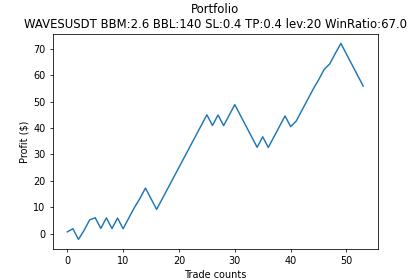 Portfolio
WAVESUSDT BBM:2.6 BBL:140 SL:0.4 TP:0.4 lev:20 WinRatio:67.0
70
60
50
40
30
20
10
0
Profit ($)
0 10 20 30 40 50
Trade counts